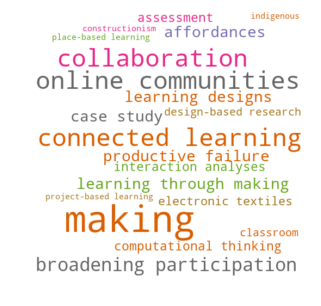 indigenous
assessment
constructionism
affordances
place-based learning
collaboration
online communities
learning designs
design-based research
case study
connected learning
productive failure
interaction analyses
learning through making
project-based learning
electronic textiles
making
classroom
computational thinking
broadening participation